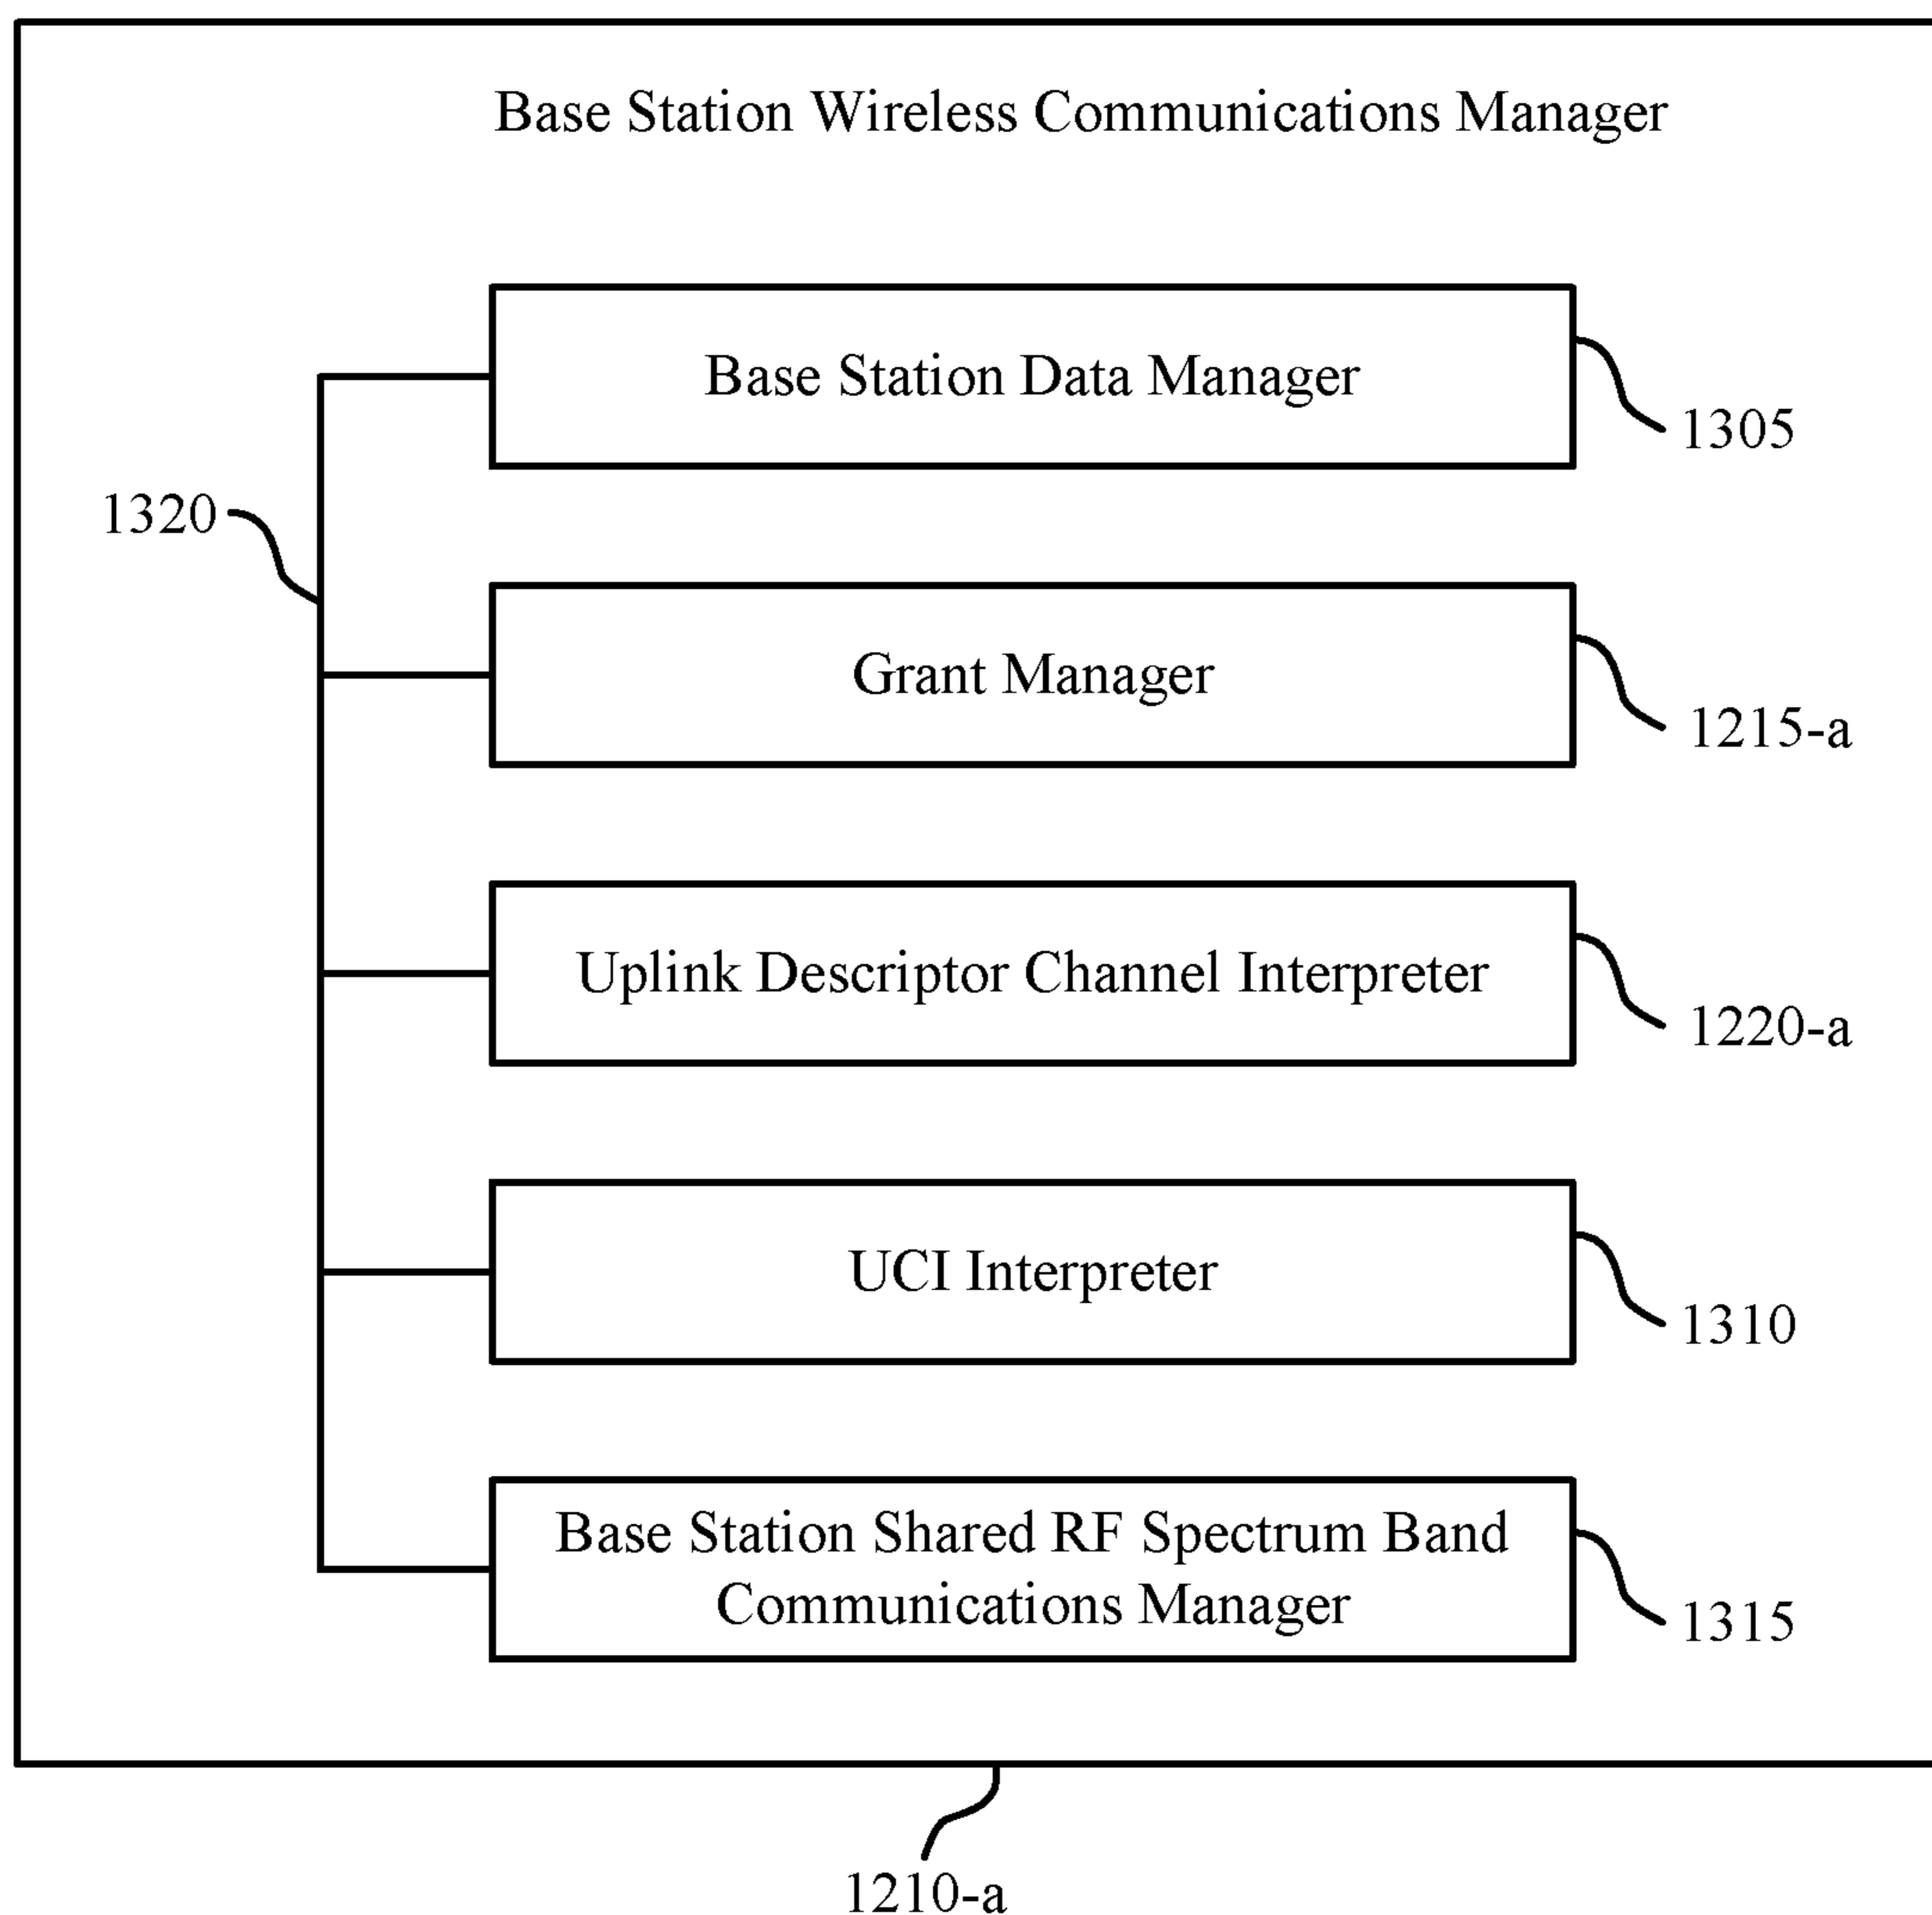 Base Station Wireless Communications Manager
Base Station Data Manager
1305
1320
Grant Manager
1215-a
Uplink Descriptor Channel Interpreter
1220-a
UCI Interpreter
1310
Base Station Shared RF Spectrum Band
Communications Manager
1315
1210-a